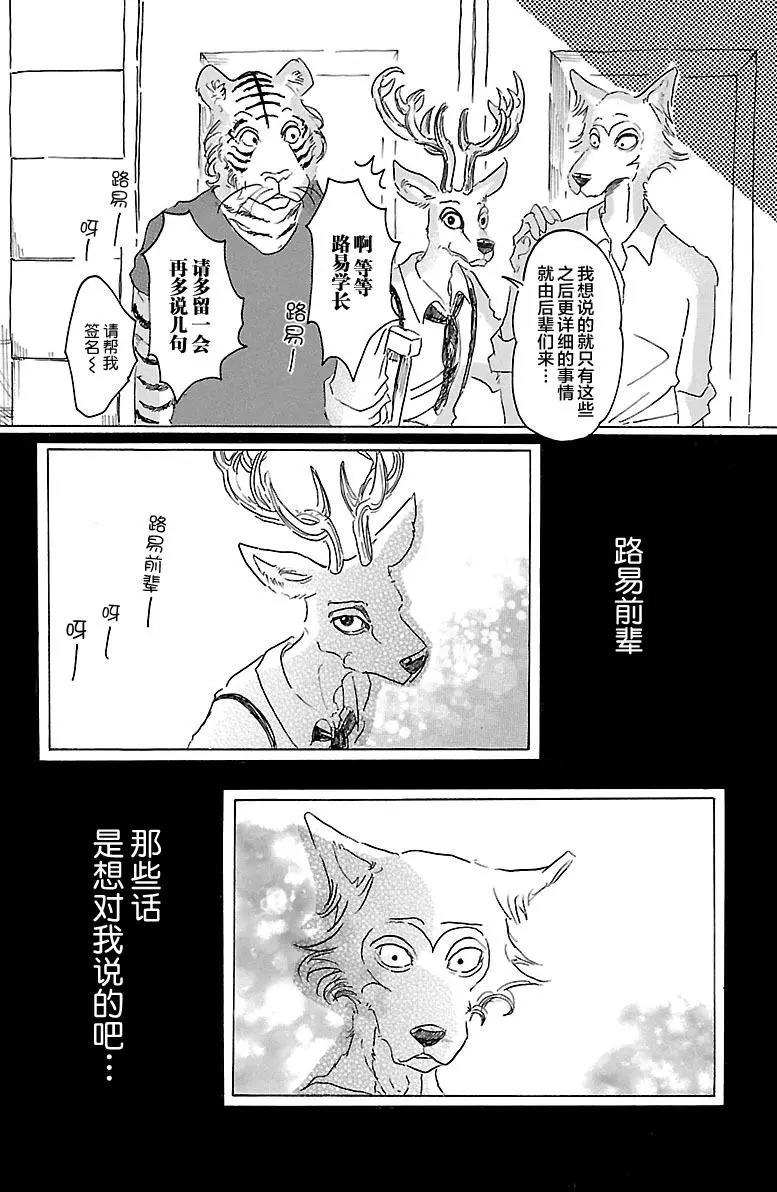 我想说的就只有这些
之后更详细的事情
就由后辈们来…
啊 等等
路易学长
路易—
请多留一会
再多说几句
路易—
呀—
请帮我
签名~
路易前辈
路易前辈—
呀—
呀—
那些话
是想对我说的吧…